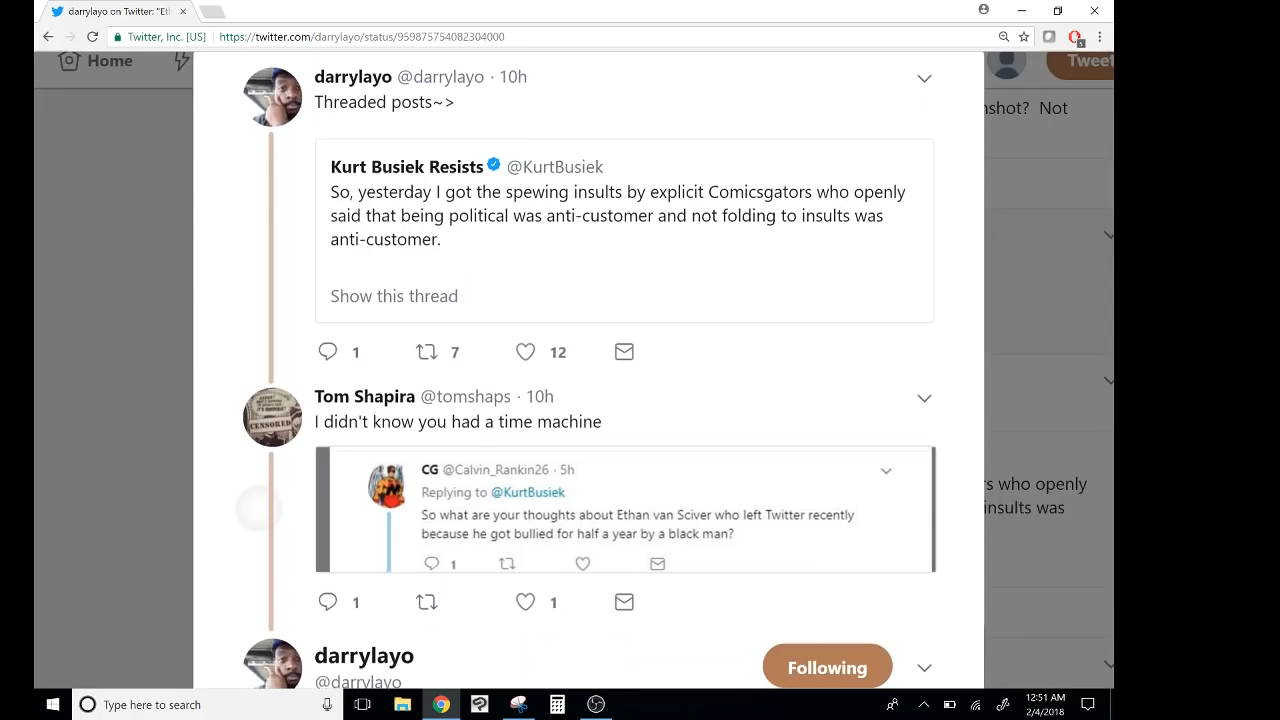 darrylayo on Twitter: "Eth
Twitter, Inc. [US]
https://twitter.com/darrylayo/status/959875754082304000
Home
Tweet
nshot? Not
darrylayo @darrylayo · 10h
Threaded posts~>
Kurt Busiek Resists @KurtBusiek
So, yesterday I got the spewing insults by explicit Comicsgators who openly
said that being political was anti-customer and not folding to insults was
anti-customer.
Show this thread
1 7 12
Tom Shapira @tomshaps · 10h
I didn't know you had a time machine
CENSORED
CG @Calvin_Rankin26 · 5h
Replying to @KurtBusiek
So what are your thoughts about Ethan van Sciver who left Twitter recently
because he got bullied for half a year by a black man?
1
rs who openly
insults was
1 1
darrylayo
@darrylayo
Following
Type here to search
12:51 AM
2/4/2018